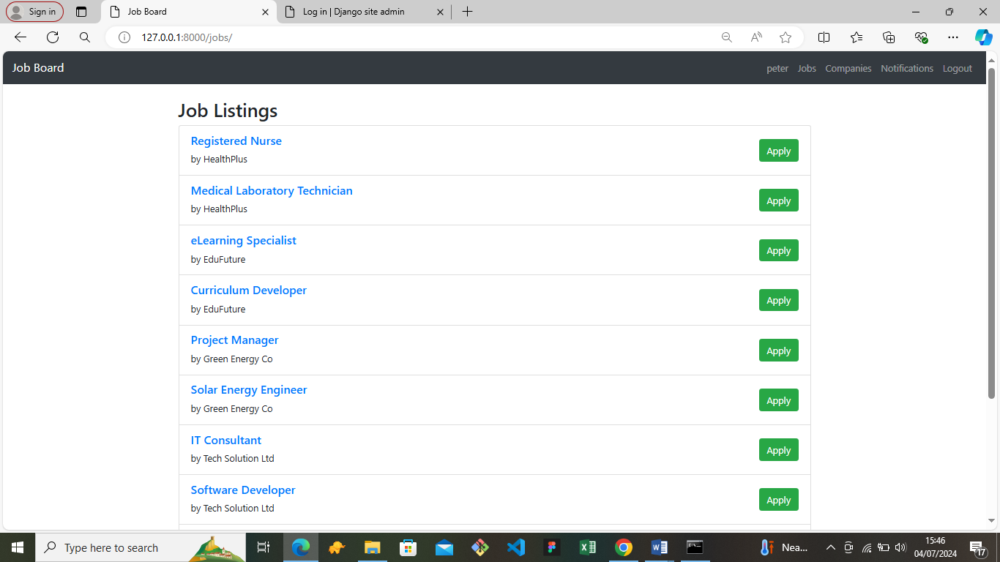 Sign in
Job Board
Log in | Django site admin
127.0.0.1:8000/jobs/
Job Board
peter Jobs Companies Notifications Logout
Job Listings
Registered Nurse
by HealthPlus
Apply
Medical Laboratory Technician
by HealthPlus
Apply
eLearning Specialist
by EduFuture
Apply
Curriculum Developer
by EduFuture
Apply
Project Manager
by Green Energy Co
Apply
Solar Energy Engineer
by Green Energy Co
Apply
IT Consultant
by Tech Solution Ltd
Apply
Software Developer
by Tech Solution Ltd
Apply
Type here to search
Nea...
15:46
04/07/2024
17